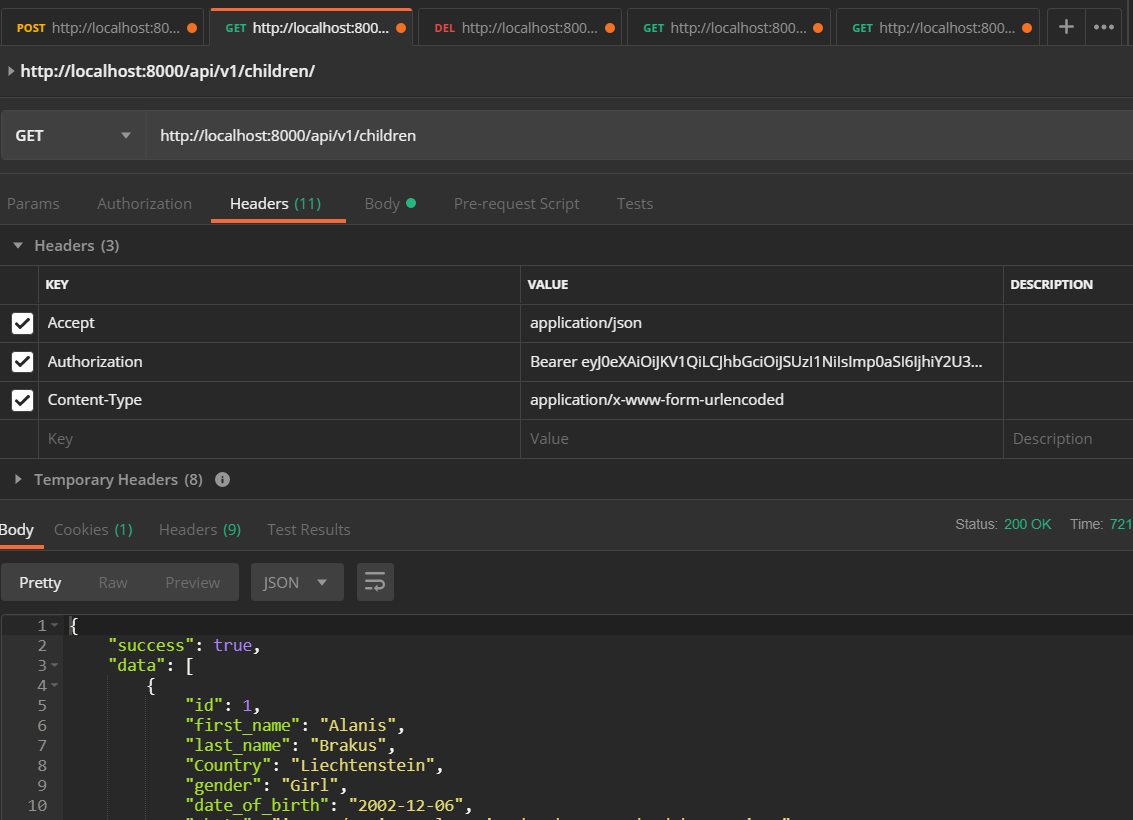 POST http://localhost:80... GET http://localhost:800... DEL http://localhost:800... GET http://localhost:800... GET http://localhost:800...
http://localhost:8000/api/v1/children/
GET http://localhost:8000/api/v1/children
Params Authorization Headers (11) Body Pre-request Script Tests
Headers (3)
KEY VALUE DESCRIPTION
Accept application/json
Authorization Bearer eyJ0eXAiOiJKV1QiLCJhbGciOiJSUzI1NiIsImp0aSI6IjhiY2U3...
Content-Type application/x-www-form-urlencoded
Key Value Description
Temporary Headers (8)
Body Cookies (1) Headers (9) Test Results Status: 200 OK Time: 721
Pretty Raw Preview JSON
1 {
2 "success": true,
3 "data": [
4 {
5 "id": 1,
6 "first_name": "Alanis",
7 "last_name": "Brakus",
8 "Country": "Liechtenstein",
9 "gender": "Girl",
10 "date_of_birth": "2002-12-06",